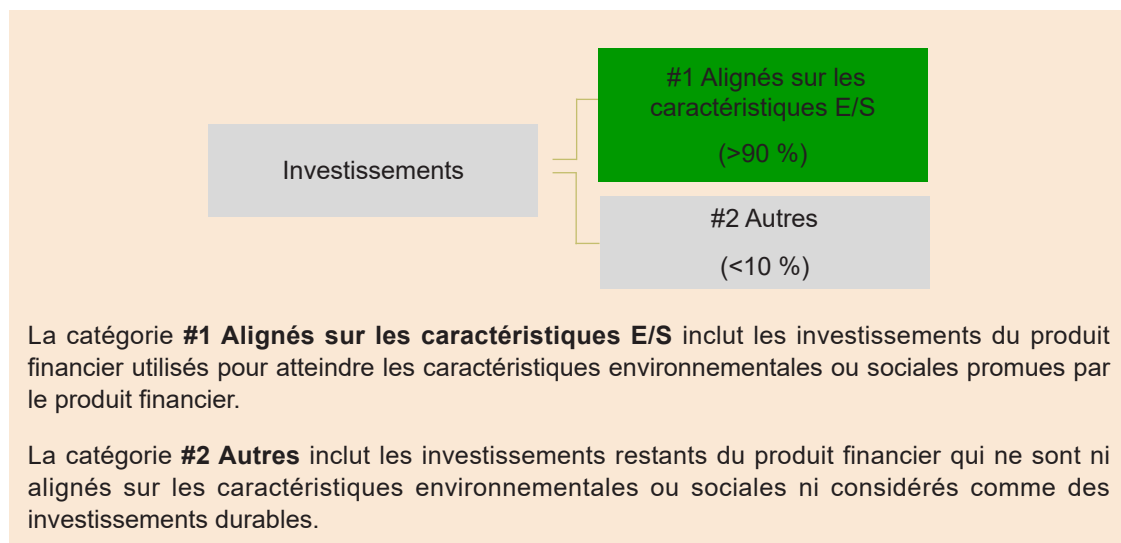 #1 Alignés sur les
caractéristiques E/S
(>90 %)
Investissements
#2 Autres
(<10 %)
La catégorie #1 Alignés sur les caractéristiques E/S inclut les investissements du produit
financier utilisés pour atteindre les caractéristiques environnementales ou sociales promues par
le produit financier.
La catégorie #2 Autres inclut les investissements restants du produit financier qui ne sont ni
alignés sur les caractéristiques environnementales ou sociales ni considérés comme des
investissements durables.